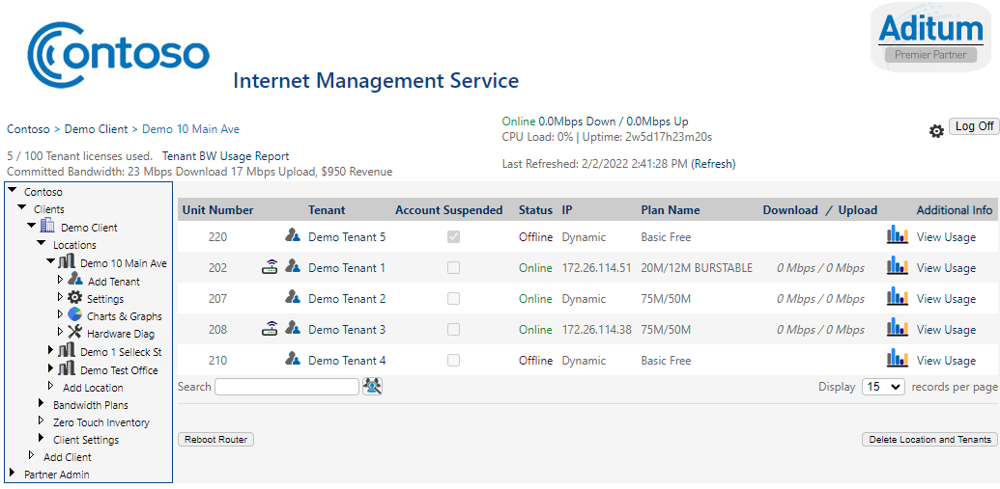 Contoso
Internet Management Service
Aditum
Premier Partner
Contoso > Demo Client > Demo 10 Main Ave
Online 0.0Mbps Down / 0.0Mbps Up
CPU Load: 0% | Uptime: 2w5d17h23m20s
Log Off
5 / 100 Tenant licenses used. Tenant BW Usage Report
Last Refreshed: 2/2/2022 2:41:28 PM (Refresh)
Committed Bandwidth: 23 Mbps Download 17 Mbps Upload, $950 Revenue
Contoso
Clients
Demo Client
Locations
Demo 10 Main Ave
Add Tenant
Settings
Charts & Graphs
Hardware Diag
Demo 1 Selleck St
Demo Test Office
Add Location
Bandwidth Plans
Zero Touch Inventory
Client Settings
Add Client
Partner Admin
Unit Number Tenant Account Suspended Status IP Plan Name Download / Upload Additional Info
220 Demo Tenant 5 Offline Dynamic Basic Free View Usage
202 Demo Tenant 1 Online 172.26.114.51 20M/12M BURSTABLE 0 Mbps / 0 Mbps View Usage
207 Demo Tenant 2 Online Dynamic 75M/50M View Usage
208 Demo Tenant 3 Online 172.26.114.38 75M/50M 0 Mbps / 0 Mbps View Usage
210 Demo Tenant 4 Offline Dynamic Basic Free View Usage
Search Display 15 records per page
Reboot Router Delete Location and Tenants